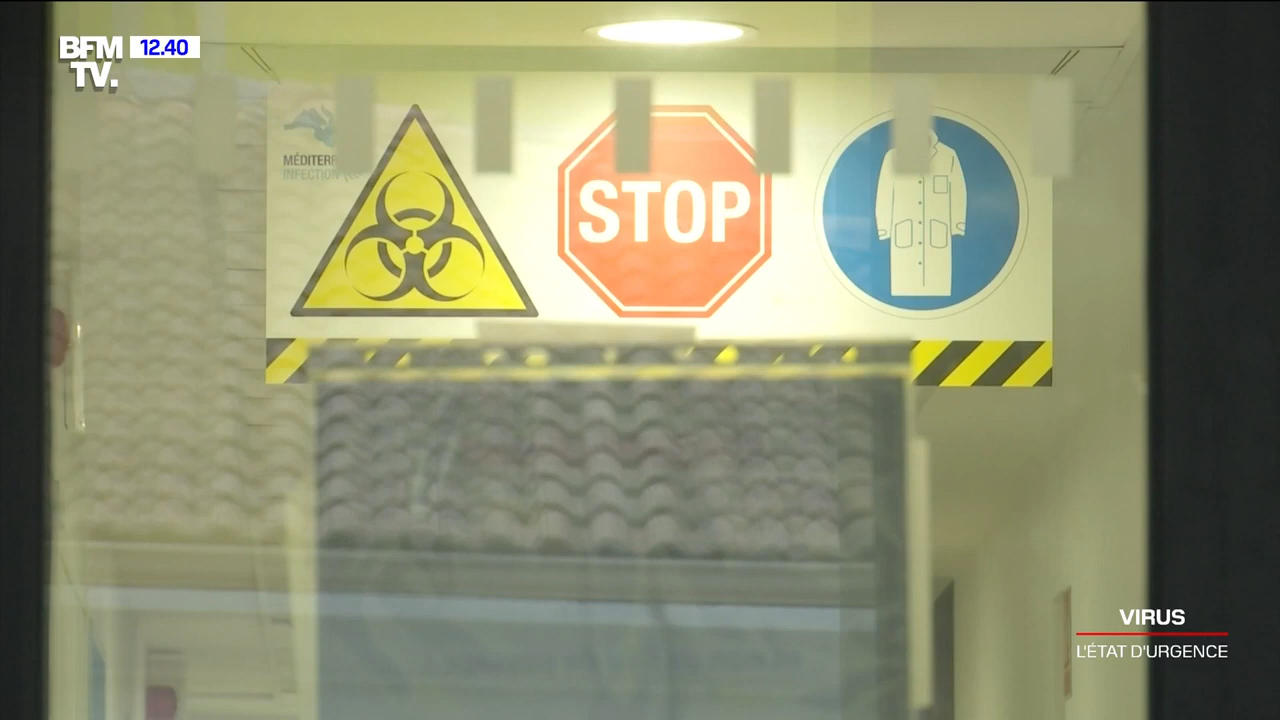 BFM
TV.
12.40
MÉDITERR
INFECTION
STOP
VIRUS
L'ÉTAT D'URGENCE